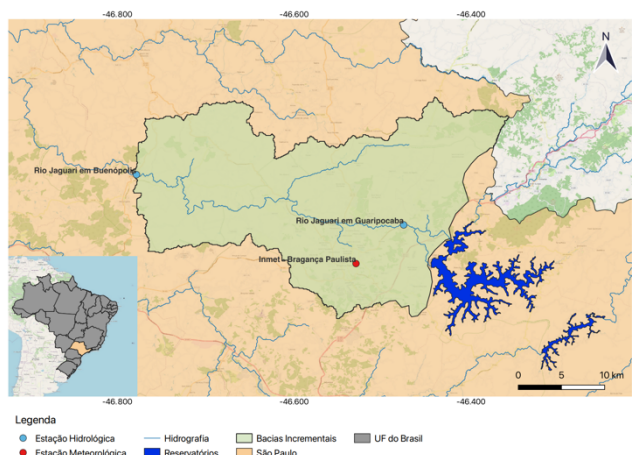 -46.800 -46.600 -46.400
N
Rio Jaguari em Buenópolis
Rio Jaguari em Guaripocaba
Inmet - Bragança Paulista
0 5 10 km
-46.800 -46.600 -46.400
Legenda
Estação Hidrológica Hidrografia Bacias Incrementais UF do Brasil
Estação Meteorológica Reservatórios São Paulo